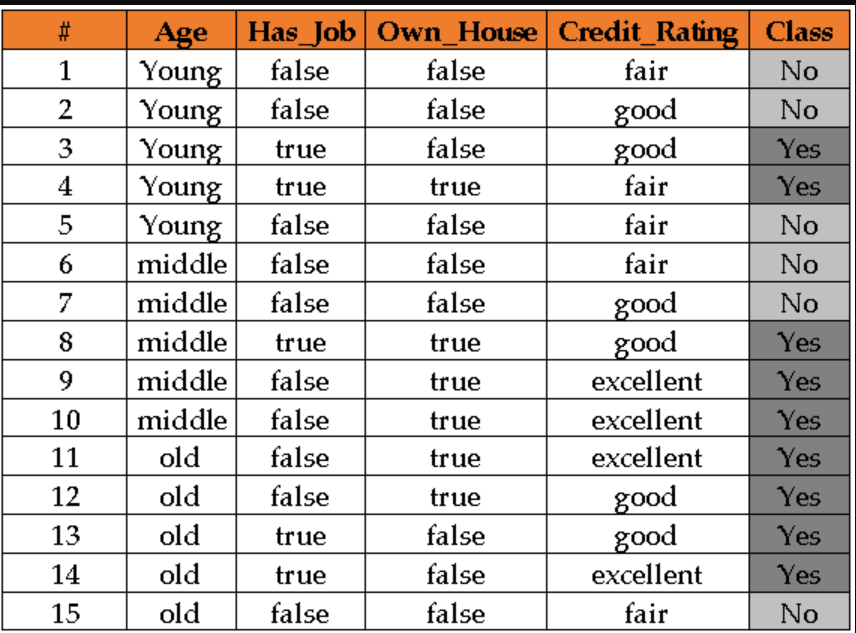 # Age Has_Job Own_House Credit_Rating Class
1 Young false false fair No
2 Young false false good No
3 Young true false good Yes
4 Young true true fair Yes
5 Young false false fair No
6 middle false false fair No
7 middle false false good No
8 middle true true good Yes
9 middle false true excellent Yes
10 middle false true excellent Yes
11 old false true excellent Yes
12 old false true good Yes
13 old true false good Yes
14 old true false excellent Yes
15 old false false fair No